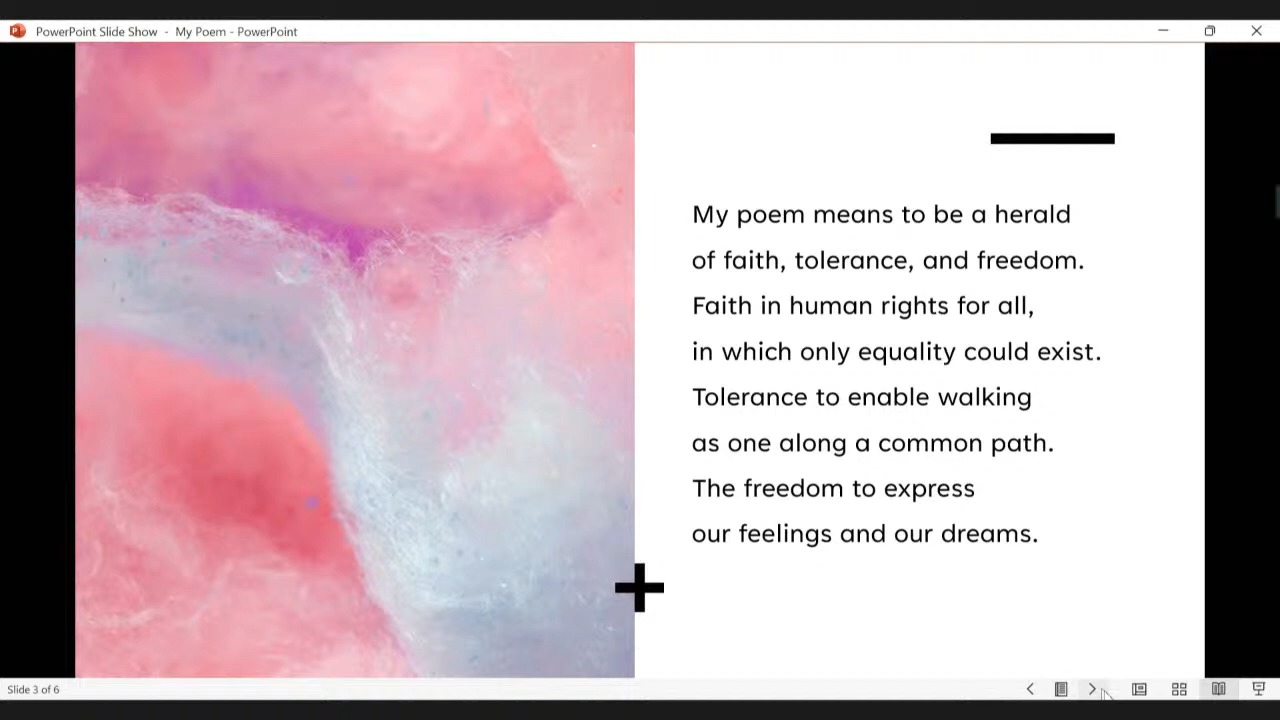 PowerPoint Slide Show - My Poem - PowerPoint
My poem means to be a herald
of faith, tolerance, and freedom.
Faith in human rights for all,
in which only equality could exist.
Tolerance to enable walking
as one along a common path.
The freedom to express
our feelings and our dreams.
Slide 3 of 6